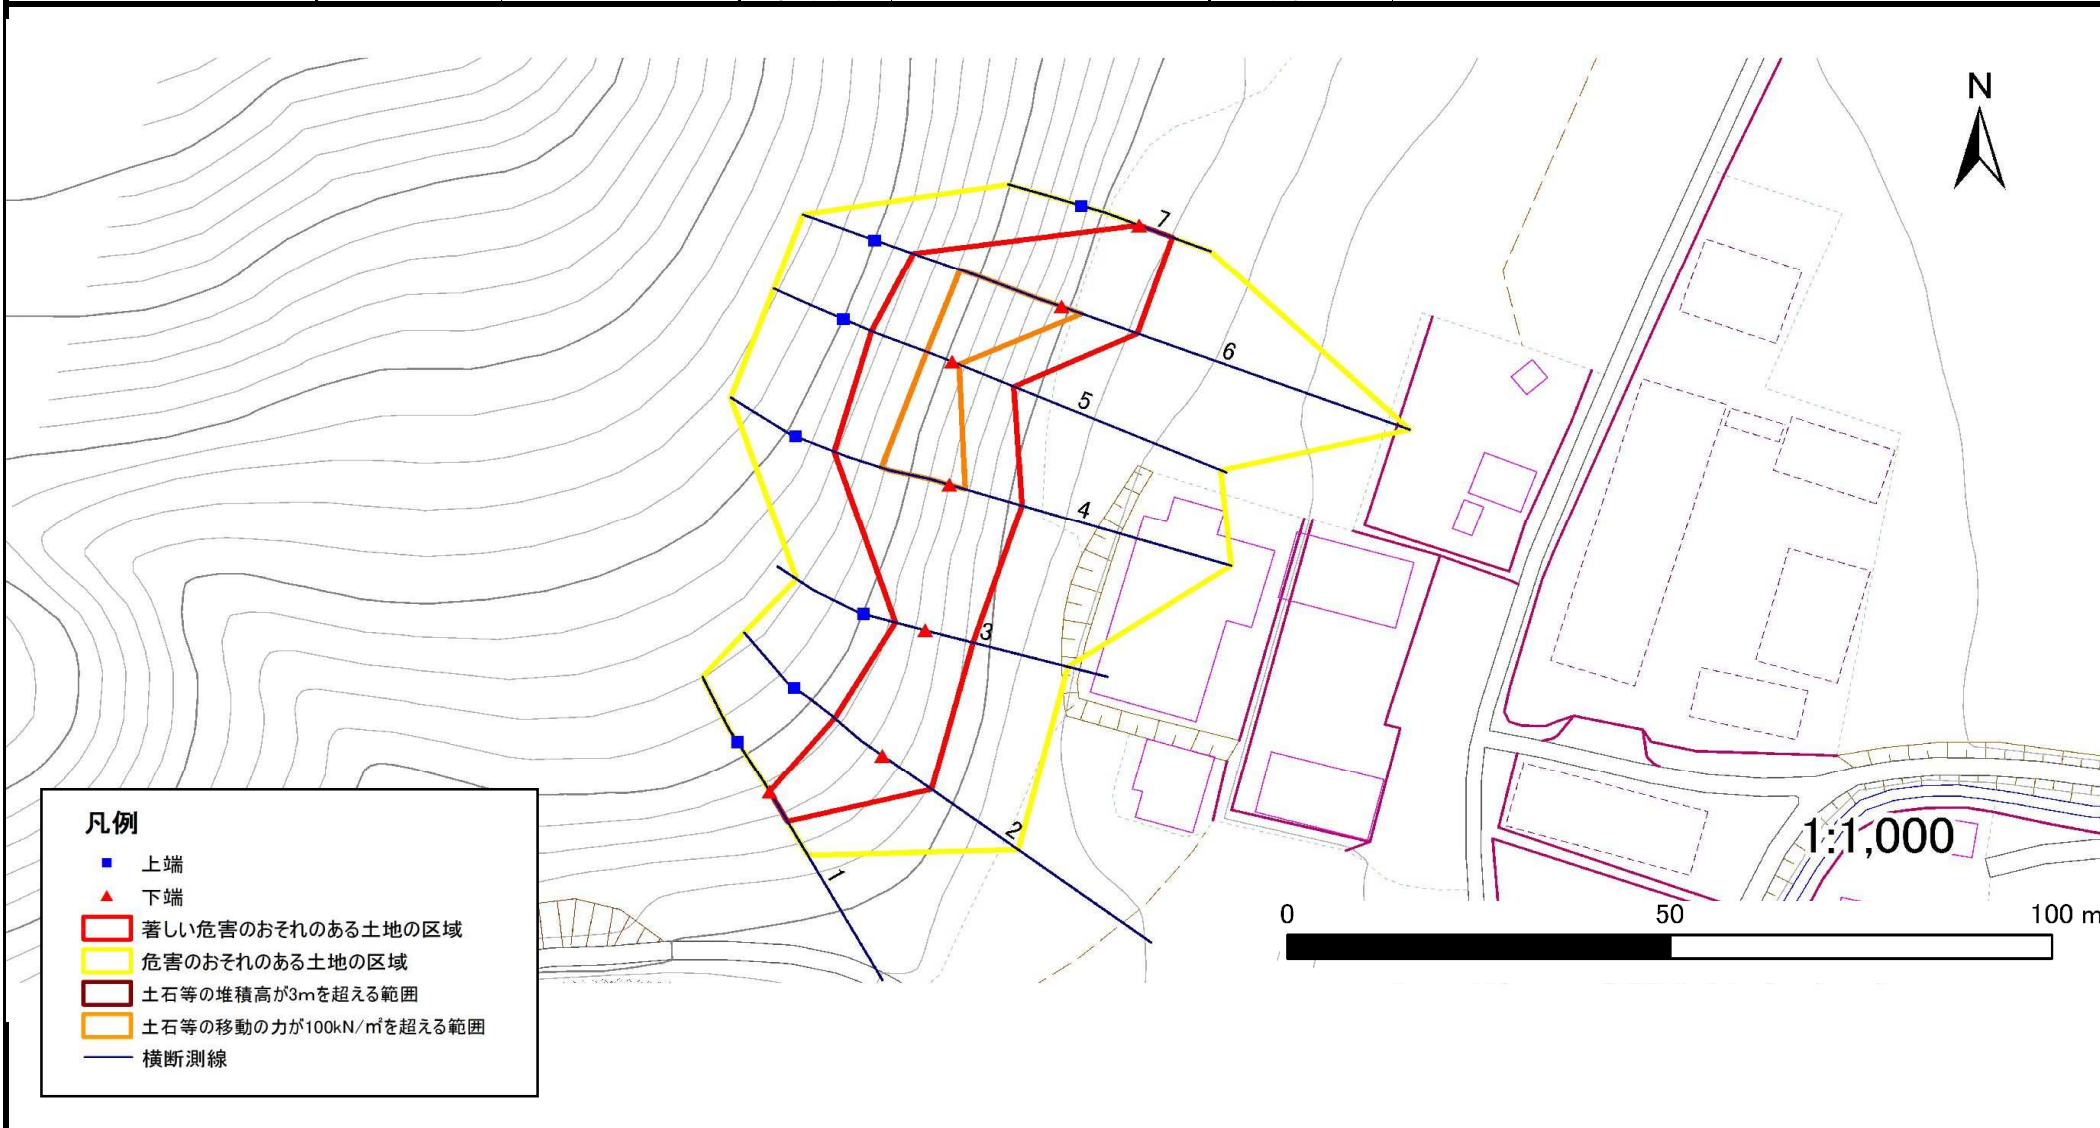 N
7
6
5
4
3
2
1
1:1,000
0 50 100 m
凡例
上端
下端
著しい危害のおそれのある土地の区域
危害のおそれのある土地の区域
土石等の堆積高が3mを超える範囲
土石等の移動の力が100kN/㎡を超える範囲
横断測線